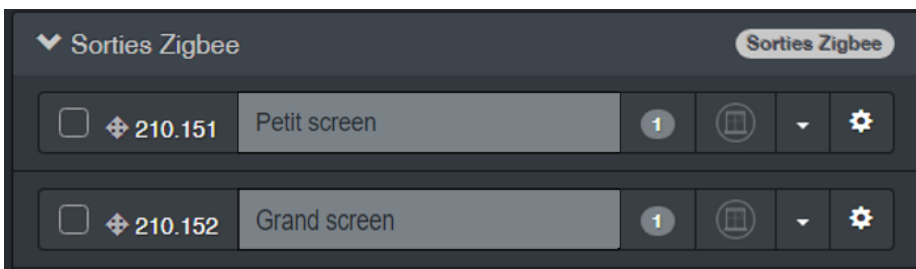 Sorties Zigbee Sorties Zigbee
210.151 Petit screen 1
210.152 Grand screen 1